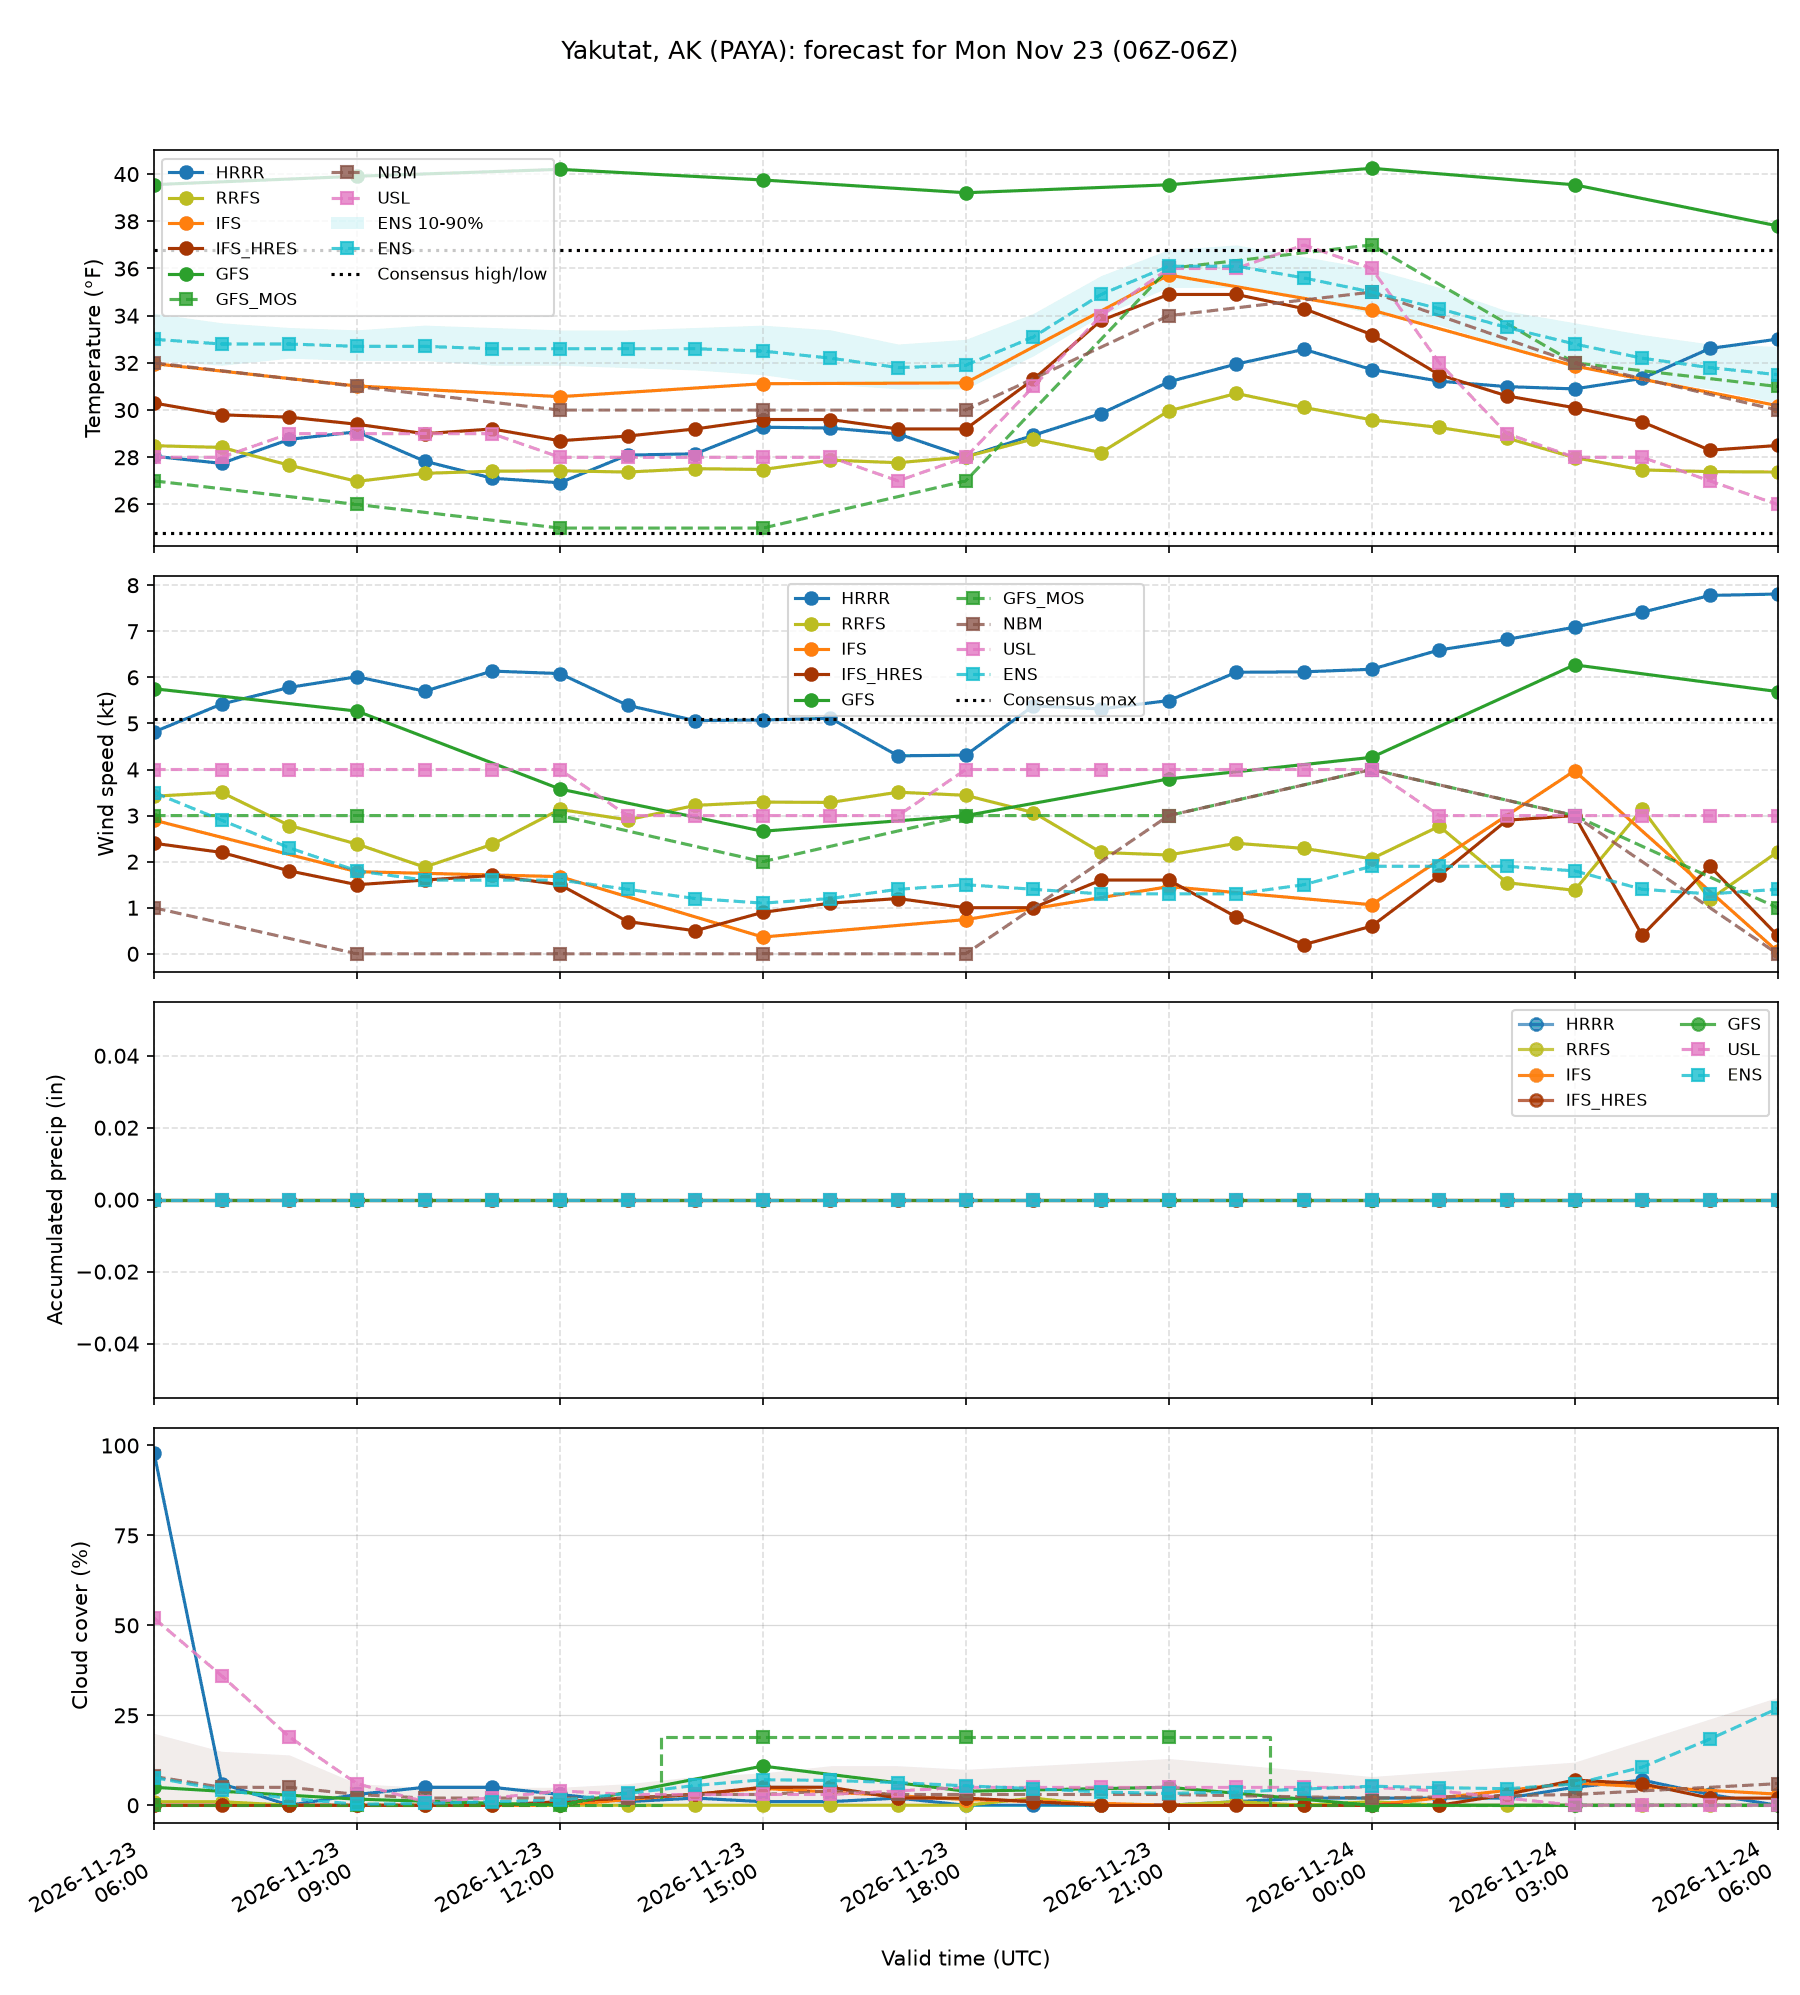 Yakutat, AK (PAYA): forecast for Mon Nov 23 (06Z-06Z)
Temperature (°F)
40
38
36
34
32
30
28
26
HRRR
RRFS
IFS
IFS_HRES
GFS
GFS_MOS
NBM
USL
ENS 10-90%
ENS
Consensus high/low
Wind speed (kt)
8
7
6
5
4
3
2
1
0
HRRR
RRFS
IFS
IFS_HRES
GFS
GFS_MOS
NBM
USL
ENS
Consensus max
Accumulated precip (in)
0.04
0.02
0.00
−0.02
−0.04
HRRR
RRFS
IFS
IFS_HRES
GFS
USL
ENS
Cloud cover (%)
100
75
50
25
0
2026-11-23
06:00
2026-11-23
09:00
2026-11-23
12:00
2026-11-23
15:00
2026-11-23
18:00
2026-11-23
21:00
2026-11-24
00:00
2026-11-24
03:00
2026-11-24
06:00
Valid time (UTC)